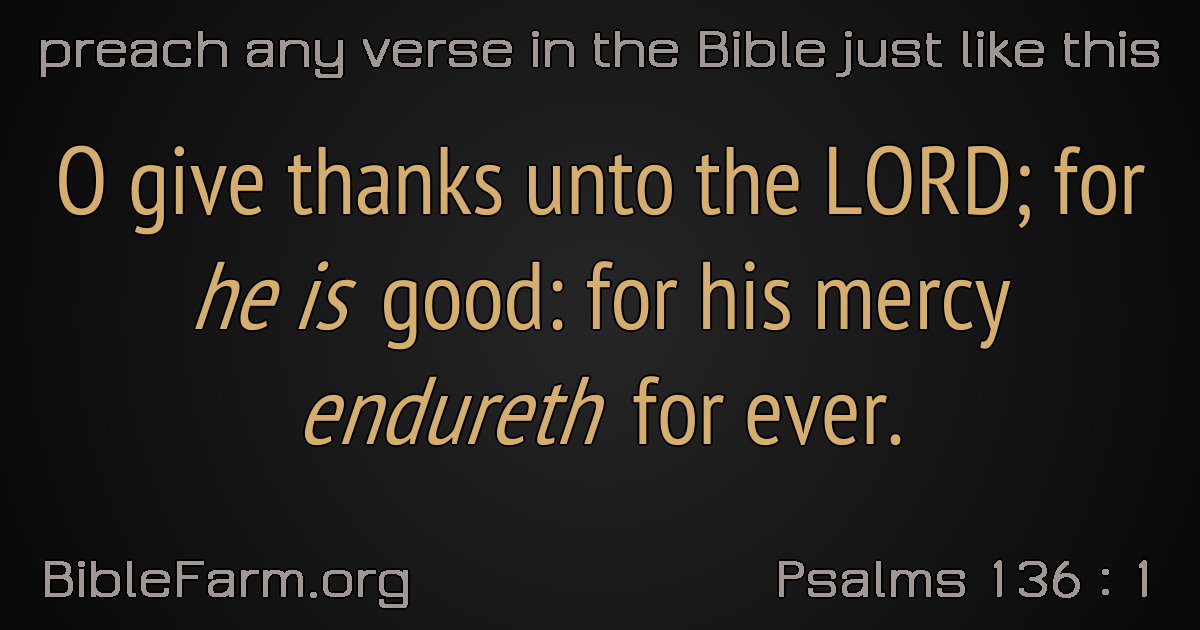 preach any verse in the Bible just like this
O give thanks unto the LORD; for
he is good: for his mercy
endureth for ever.
BibleFarm.org
Psalms 136 : 1